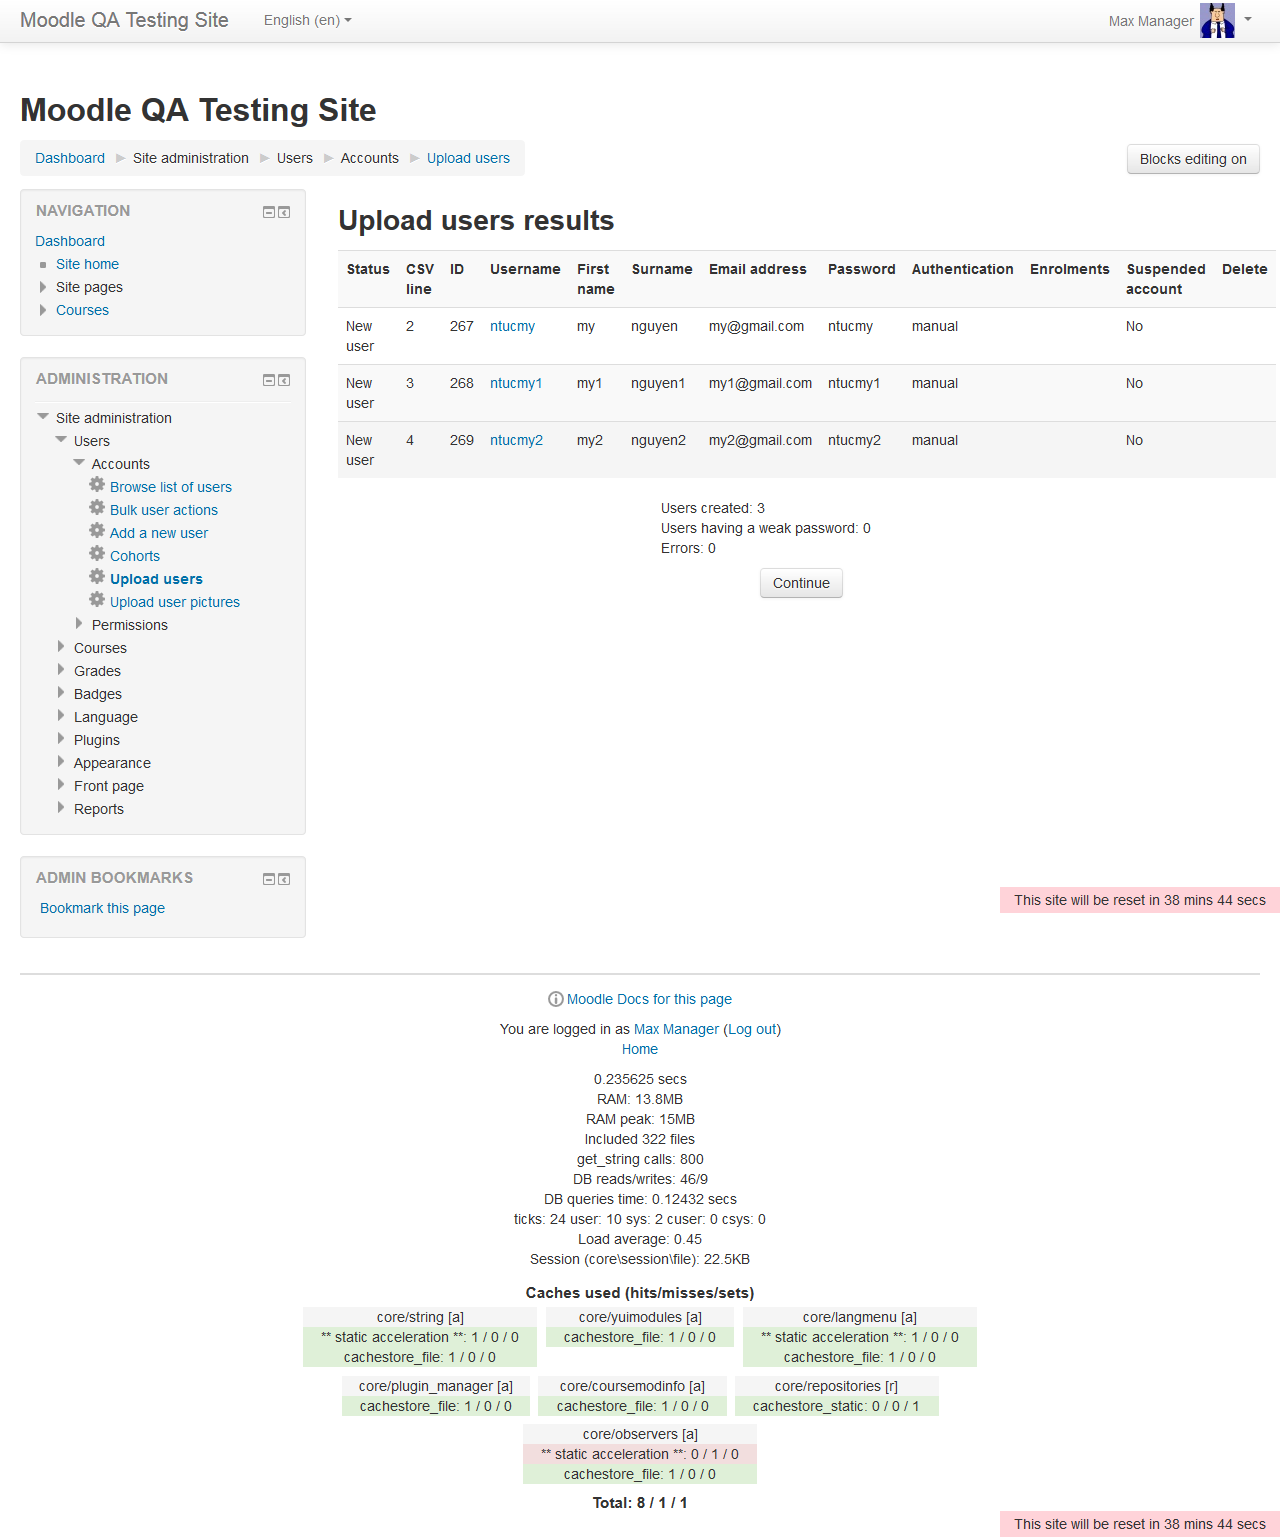 Moodle QA Testing Site English (en) Max Manager
Moodle QA Testing Site
Dashboard Site administration Users Accounts Upload users
Blocks editing on
NAVIGATION
Dashboard
Site home
Site pages
Courses
ADMINISTRATION
Site administration
Users
Accounts
Browse list of users
Bulk user actions
Add a new user
Cohorts
Upload users
Upload user pictures
Permissions
Courses
Grades
Badges
Language
Plugins
Appearance
Front page
Reports
ADMIN BOOKMARKS
Bookmark this page
Upload users results
Status CSV line ID Username First name Surname Email address Password Authentication Enrolments Suspended account Delete
New user 2 267 ntucmy my nguyen my@gmail.com ntucmy manual No
New user 3 268 ntucmy1 my1 nguyen1 my1@gmail.com ntucmy1 manual No
New user 4 269 ntucmy2 my2 nguyen2 my2@gmail.com ntucmy2 manual No
Users created: 3
Users having a weak password: 0
Errors: 0
Continue
This site will be reset in 38 mins 44 secs
Moodle Docs for this page
You are logged in as Max Manager (Log out)
Home
0.235625 secs
RAM: 13.8MB
RAM peak: 15MB
Included 322 files
get_string calls: 800
DB reads/writes: 46/9
DB queries time: 0.12432 secs
ticks: 24 user: 10 sys: 2 cuser: 0 csys: 0
Load average: 0.45
Session (core\session\file): 22.5KB
Caches used (hits/misses/sets)
core/string [a]
** static acceleration **: 1 / 0 / 0
cachestore_file: 1 / 0 / 0
core/yuimodules [a]
cachestore_file: 1 / 0 / 0
core/langmenu [a]
** static acceleration **: 1 / 0 / 0
cachestore_file: 1 / 0 / 0
core/plugin_manager [a]
cachestore_file: 1 / 0 / 0
core/coursemodinfo [a]
cachestore_file: 1 / 0 / 0
core/repositories [r]
cachestore_static: 0 / 0 / 1
core/observers [a]
** static acceleration **: 0 / 1 / 0
cachestore_file: 1 / 0 / 0
Total: 8 / 1 / 1
This site will be reset in 38 mins 44 secs